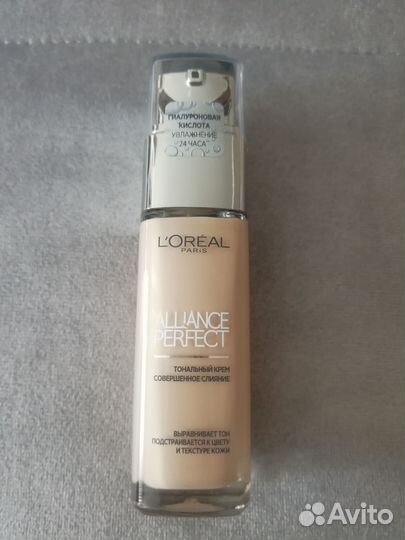 ГИАЛУРОНОВАЯ
КИСЛОТА
УВЛАЖНЕНИЕ
24 ЧАСА
L'ORÉAL
PARIS
ALLIANCE
PERFECT
ТОНАЛЬНЫЙ КРЕМ
СОВЕРШЕННОЕ СЛИЯНИЕ
ВЫРАВНИВАЕТ ТОН
ПОДСТРАИВАЕТСЯ К ЦВЕТУ
И ТЕКСТУРЕ КОЖИ
Avito